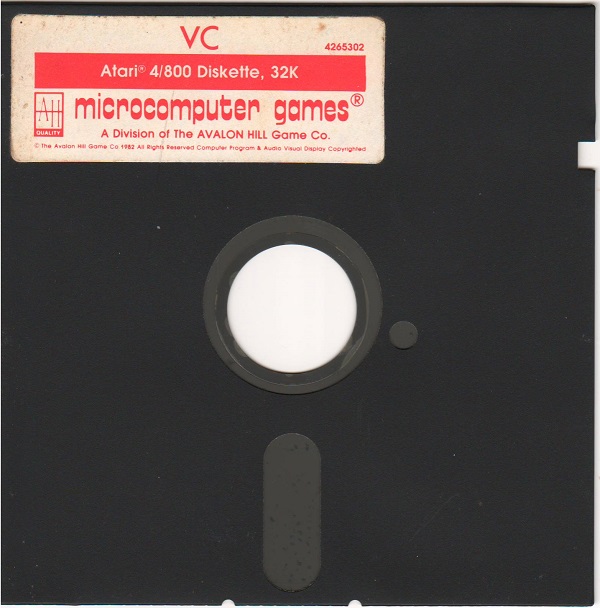 VC
4265302
Atari® 4/800 Diskette, 32K
AH
QUALITY
microcomputer games®
A Division of The AVALON HILL Game Co.
© The Avalon Hill Game Co 1982 All Rights Reserved Computer Program & Audio Visual Display Copyrighted